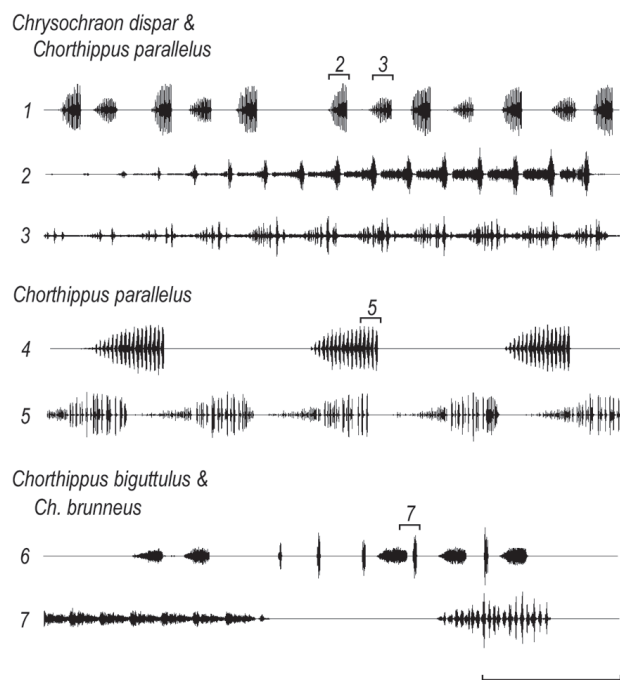 Chrysochraon dispar &
Chorthippus parallelus
2 3
1
2
3
Chorthippus parallelus
5
4
5
Chorthippus biguttulus &
Ch. brunneus
7
6
7